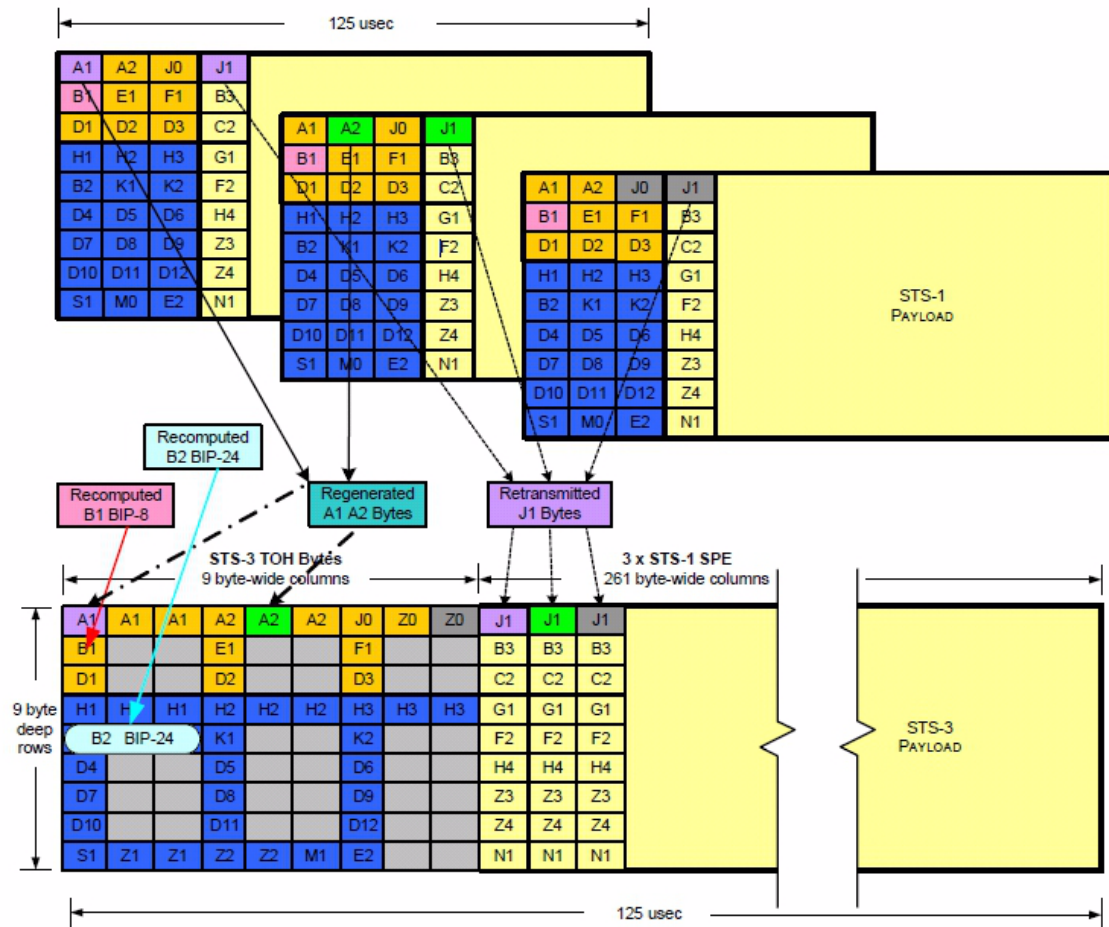 125 usec
A1 A2 J0 J1
B1 E1 F1 B3
D1 D2 D3 C2
H1 H2 H3 G1
B2 K1 K2 F2
D4 D5 D6 H4
D7 D8 D9 Z3
D10 D11 D12 Z4
S1 M0 E2 N1
A1 A2 J0 J1
B1 E1 F1 B3
D1 D2 D3 C2
H1 H2 H3 G1
B2 K1 K2 F2
D4 D5 D6 H4
D7 D8 D9 Z3
D10 D11 D12 Z4
S1 M0 E2 N1
A1 A2 J0 J1
B1 E1 F1 B3
D1 D2 D3 C2
H1 H2 H3 G1
B2 K1 K2 F2
D4 D5 D6 H4
D7 D8 D9 Z3
D10 D11 D12 Z4
S1 M0 E2 N1
STS-1
PAYLOAD
Recomputed
B2 BIP-24
Recomputed
B1 BIP-8
Regenerated
A1 A2 Bytes
Retransmitted
J1 Bytes
STS-3 TOH Bytes
9 byte-wide columns
3 x STS-1 SPE
261 byte-wide columns
9 byte
deep
rows
A1 A1 A1 A2 A2 A2 J0 Z0 Z0 J1 J1 J1
B1 E1 F1 B3 B3 B3
D1 D2 D3 C2 C2 C2
H1 H1 H1 H2 H2 H2 H3 H3 H3 G1 G1 G1
B2 BIP-24 K1 K2 F2 F2 F2
D4 D5 D6 H4 H4 H4
D7 D8 D9 Z3 Z3 Z3
D10 D11 D12 Z4 Z4 Z4
S1 Z1 Z1 Z2 Z2 M1 E2 N1 N1 N1
STS-3
PAYLOAD
125 usec